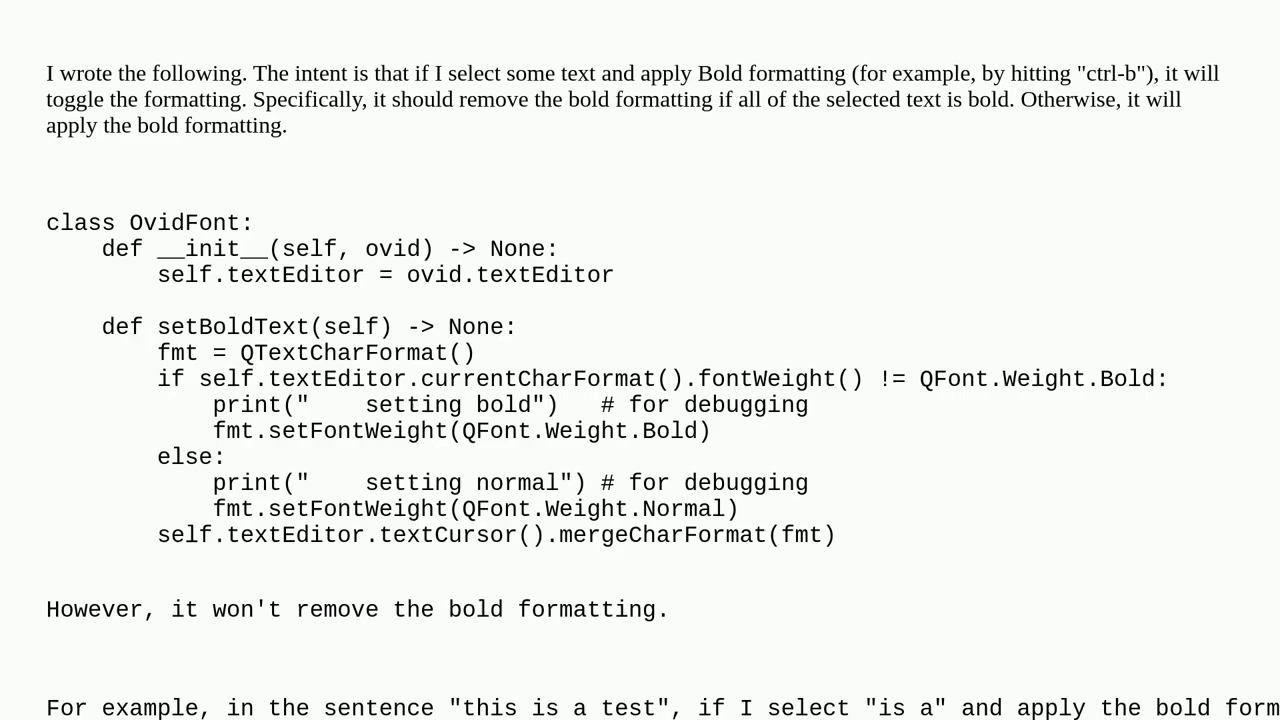 I wrote the following. The intent is that if I select some text and apply Bold formatting (for example, by hitting "ctrl-b"), it will
toggle the formatting. Specifically, it should remove the bold formatting if all of the selected text is bold. Otherwise, it will
apply the bold formatting.
class OvidFont:
    def __init__(self, ovid) -> None:
        self.textEditor = ovid.textEditor
    def setBoldText(self) -> None:
        fmt = QTextCharFormat()
        if self.textEditor.currentCharFormat().fontWeight() != QFont.Weight.Bold:
            print("    setting bold")   # for debugging
            fmt.setFontWeight(QFont.Weight.Bold)
        else:
            print("    setting normal") # for debugging
            fmt.setFontWeight(QFont.Weight.Normal)
        self.textEditor.textCursor().mergeCharFormat(fmt)
However, it won't remove the bold formatting.
For example, in the sentence "this is a test", if I select "is a" and apply the bold form